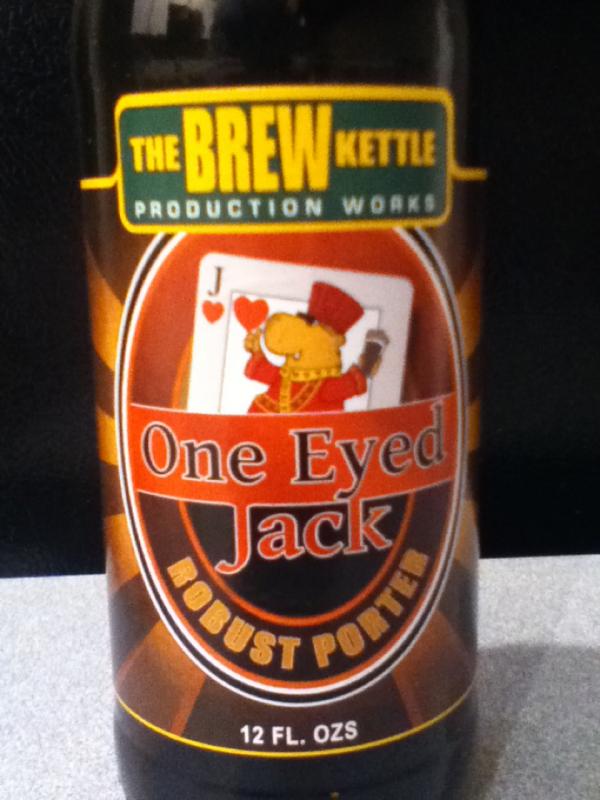 THE BREW KETTLE
PRODUCTION WORKS
J
One Eyed
Jack
ROBUST PORTER
12 FL. OZS